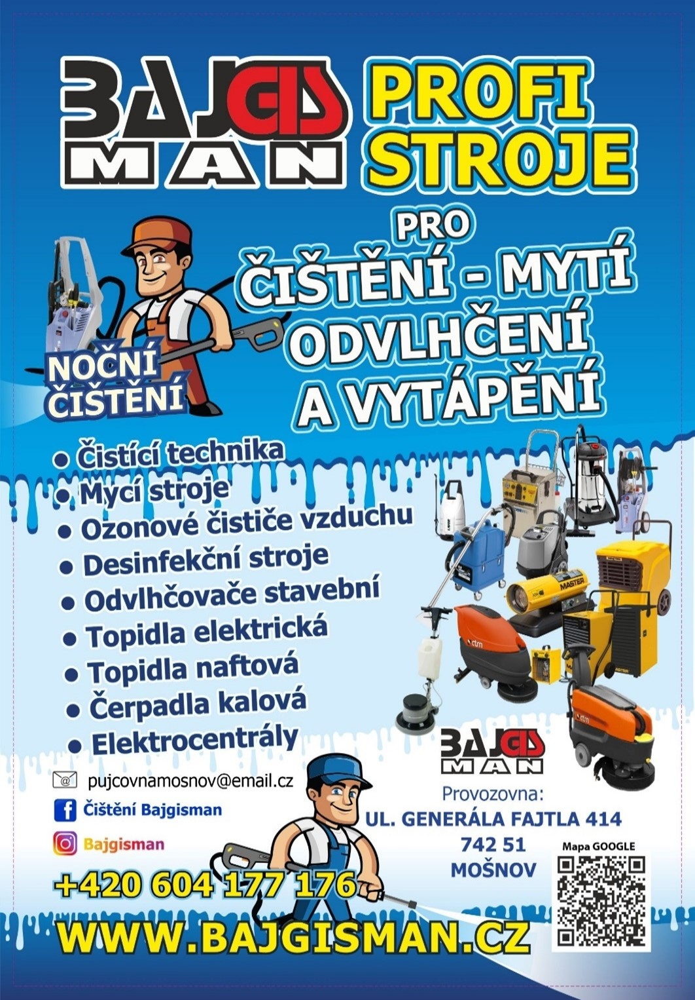 BAJGIS
MAN
PROFI
STROJE
PRO
ČIŠTĚNÍ - MYTÍ
ODVLHČENÍ
A VYTÁPĚNÍ
NOČNÍ
ČIŠTĚNÍ
• Čistící technika
• Mycí stroje
• Ozonové čističe vzduchu
• Desinfekční stroje
• Odvlhčovače stavební
• Topidla elektrická
• Topidla naftová
• Čerpadla kalová
• Elektrocentrály
MASTER
MASTER
ctm
MASTER
ctm
pujcovnamosnov@email.cz
Čištění Bajgisman
Bajgisman
+420 604 177 176
WWW.BAJGISMAN.CZ
BAJGIS
MAN
Provozovna:
UL. GENERÁLA FAJTLA 414
742 51
MOŠNOV
Mapa GOOGLE